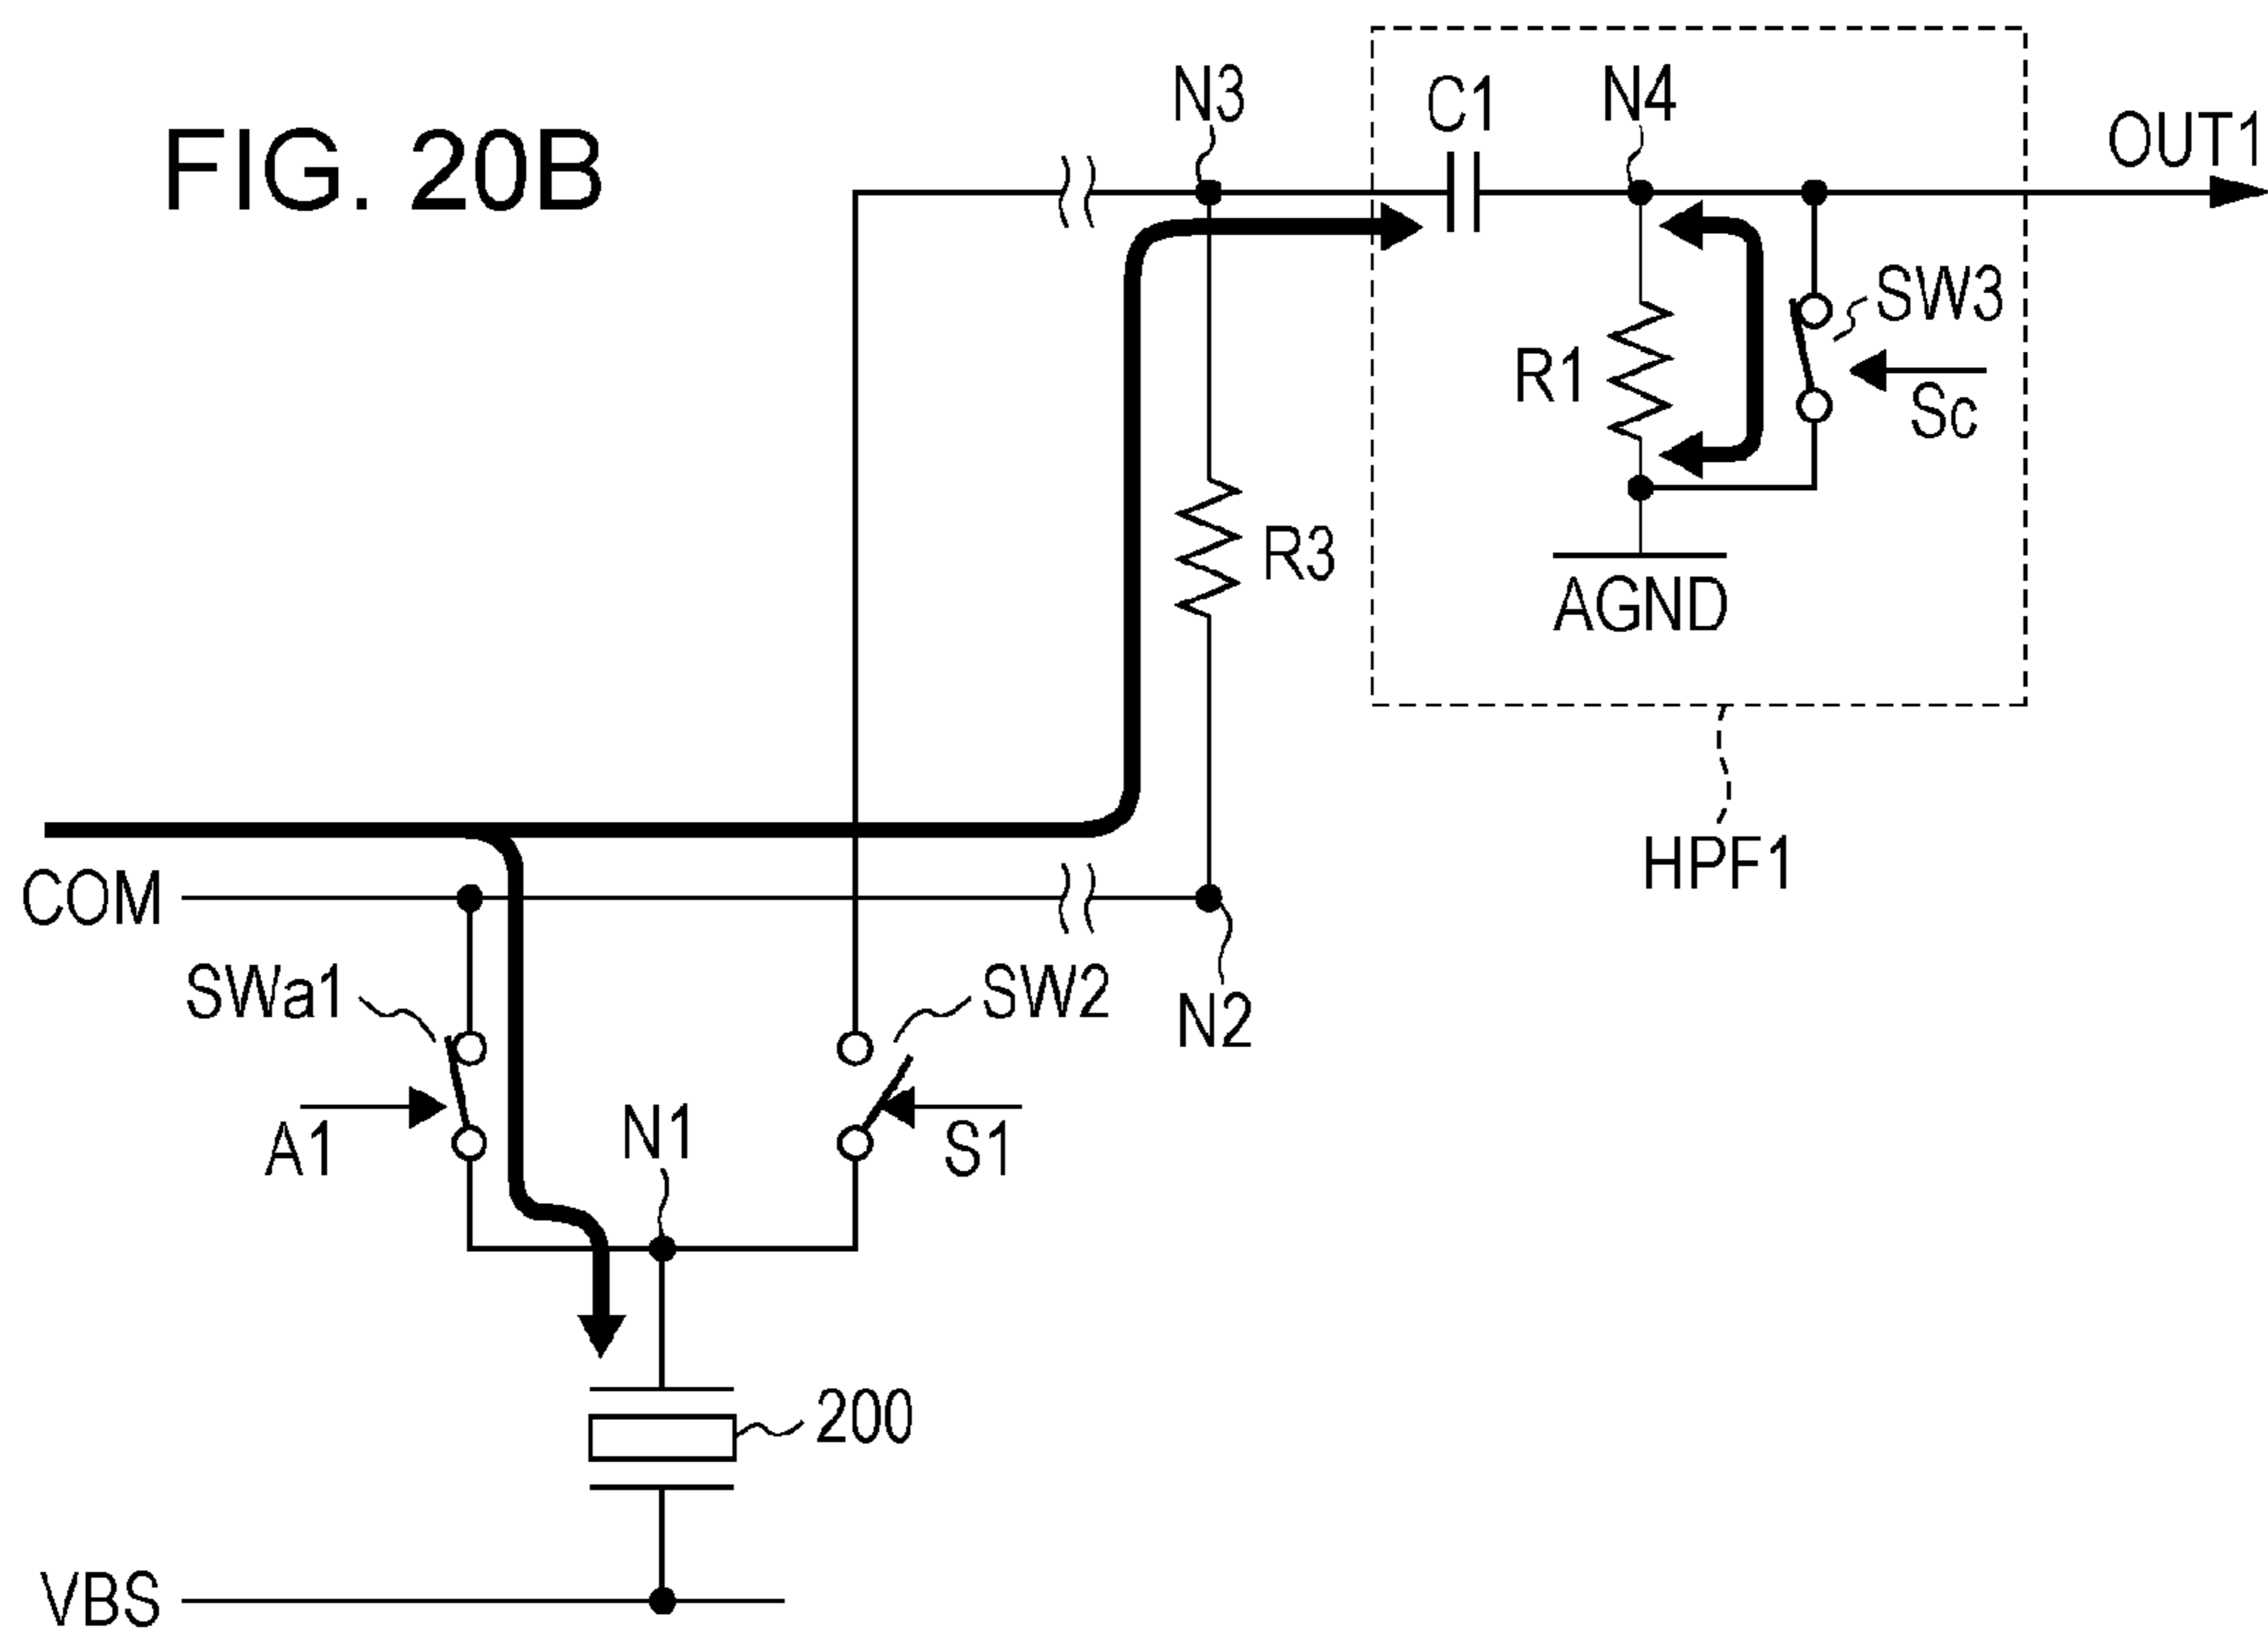 FIG. 20B
N3
C1
N4
OUT1
SW3
R1
Sc
R3
AGND
HPF1
COM
SWa1
SW2
N2
A1
N1
S1
200
VBS